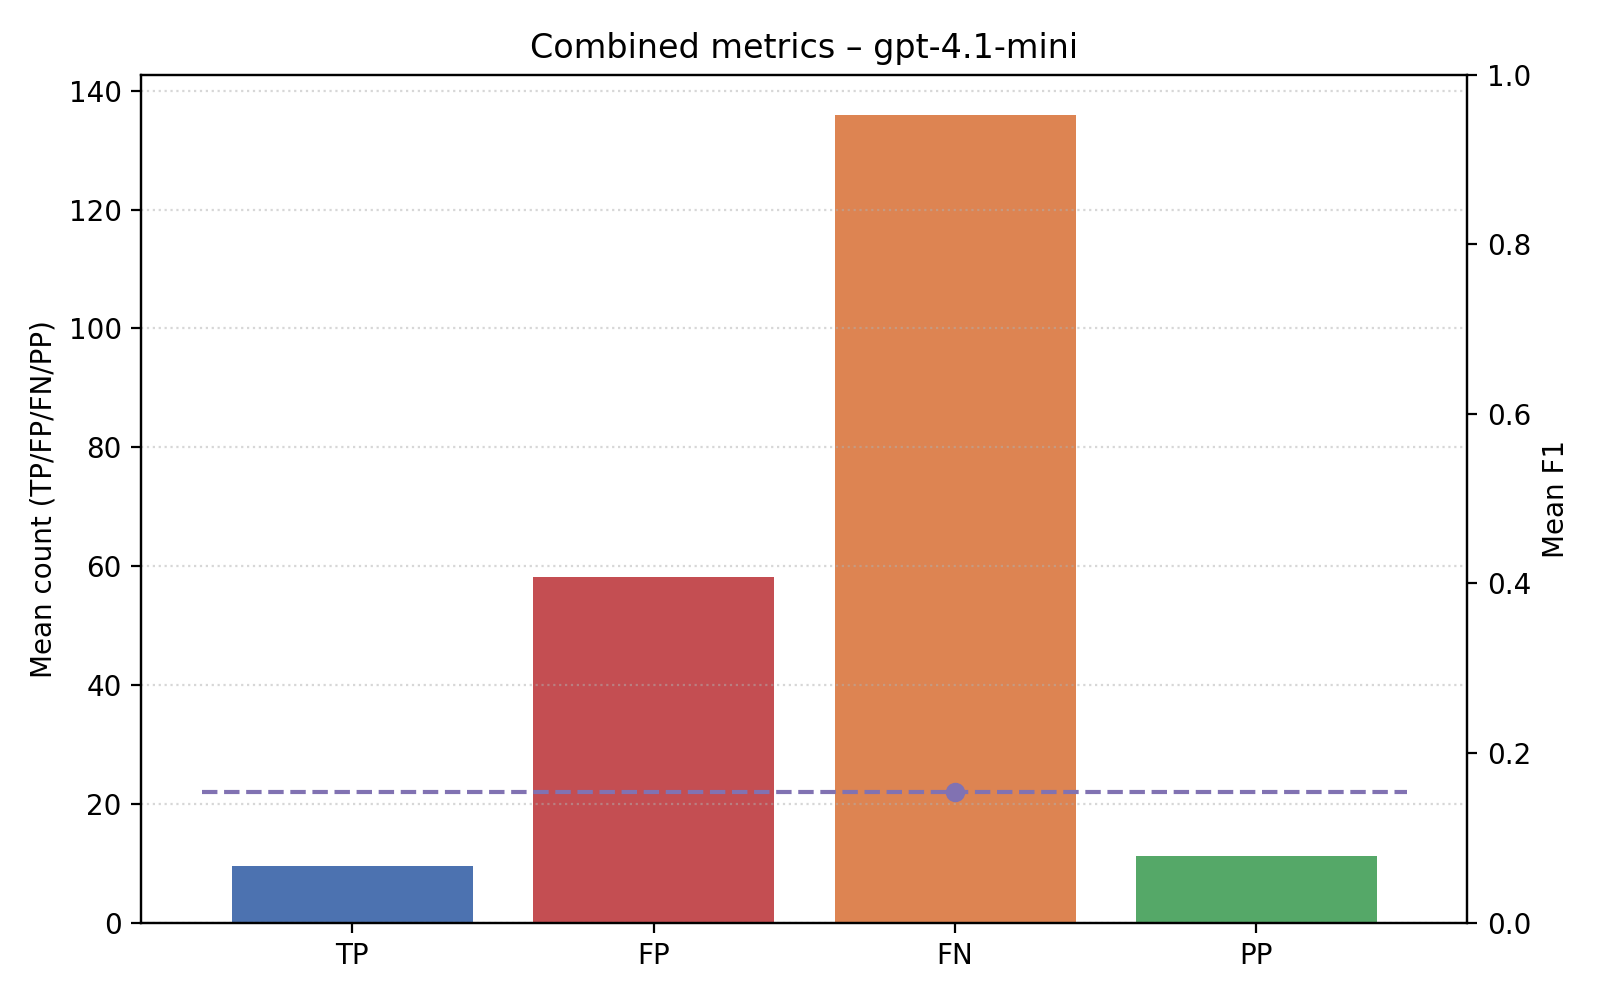 Combined metrics – gpt-4.1-mini
Mean count (TP/FP/FN/PP)
140
120
100
80
60
40
20
0
TP
FP
FN
PP
1.0
0.8
0.6
0.4
0.2
0.0
Mean F1